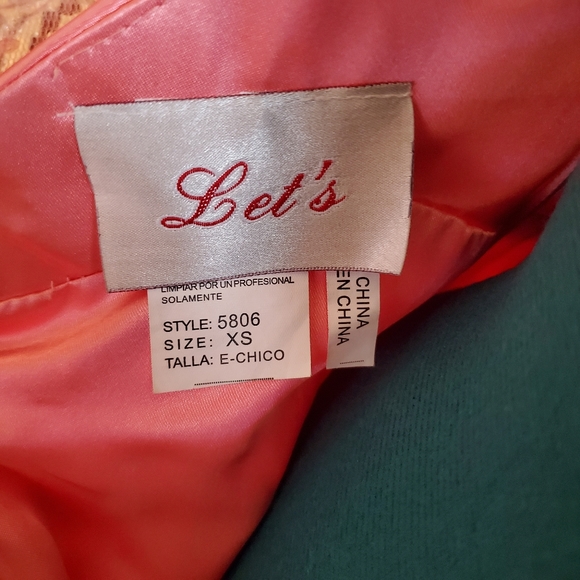 Let's
LIMPIAR POR UN PROFESIONAL
SOLAMENTE
STYLE: 5806
SIZE: XS
TALLA: E-CHICO
CHINA
EN CHINA